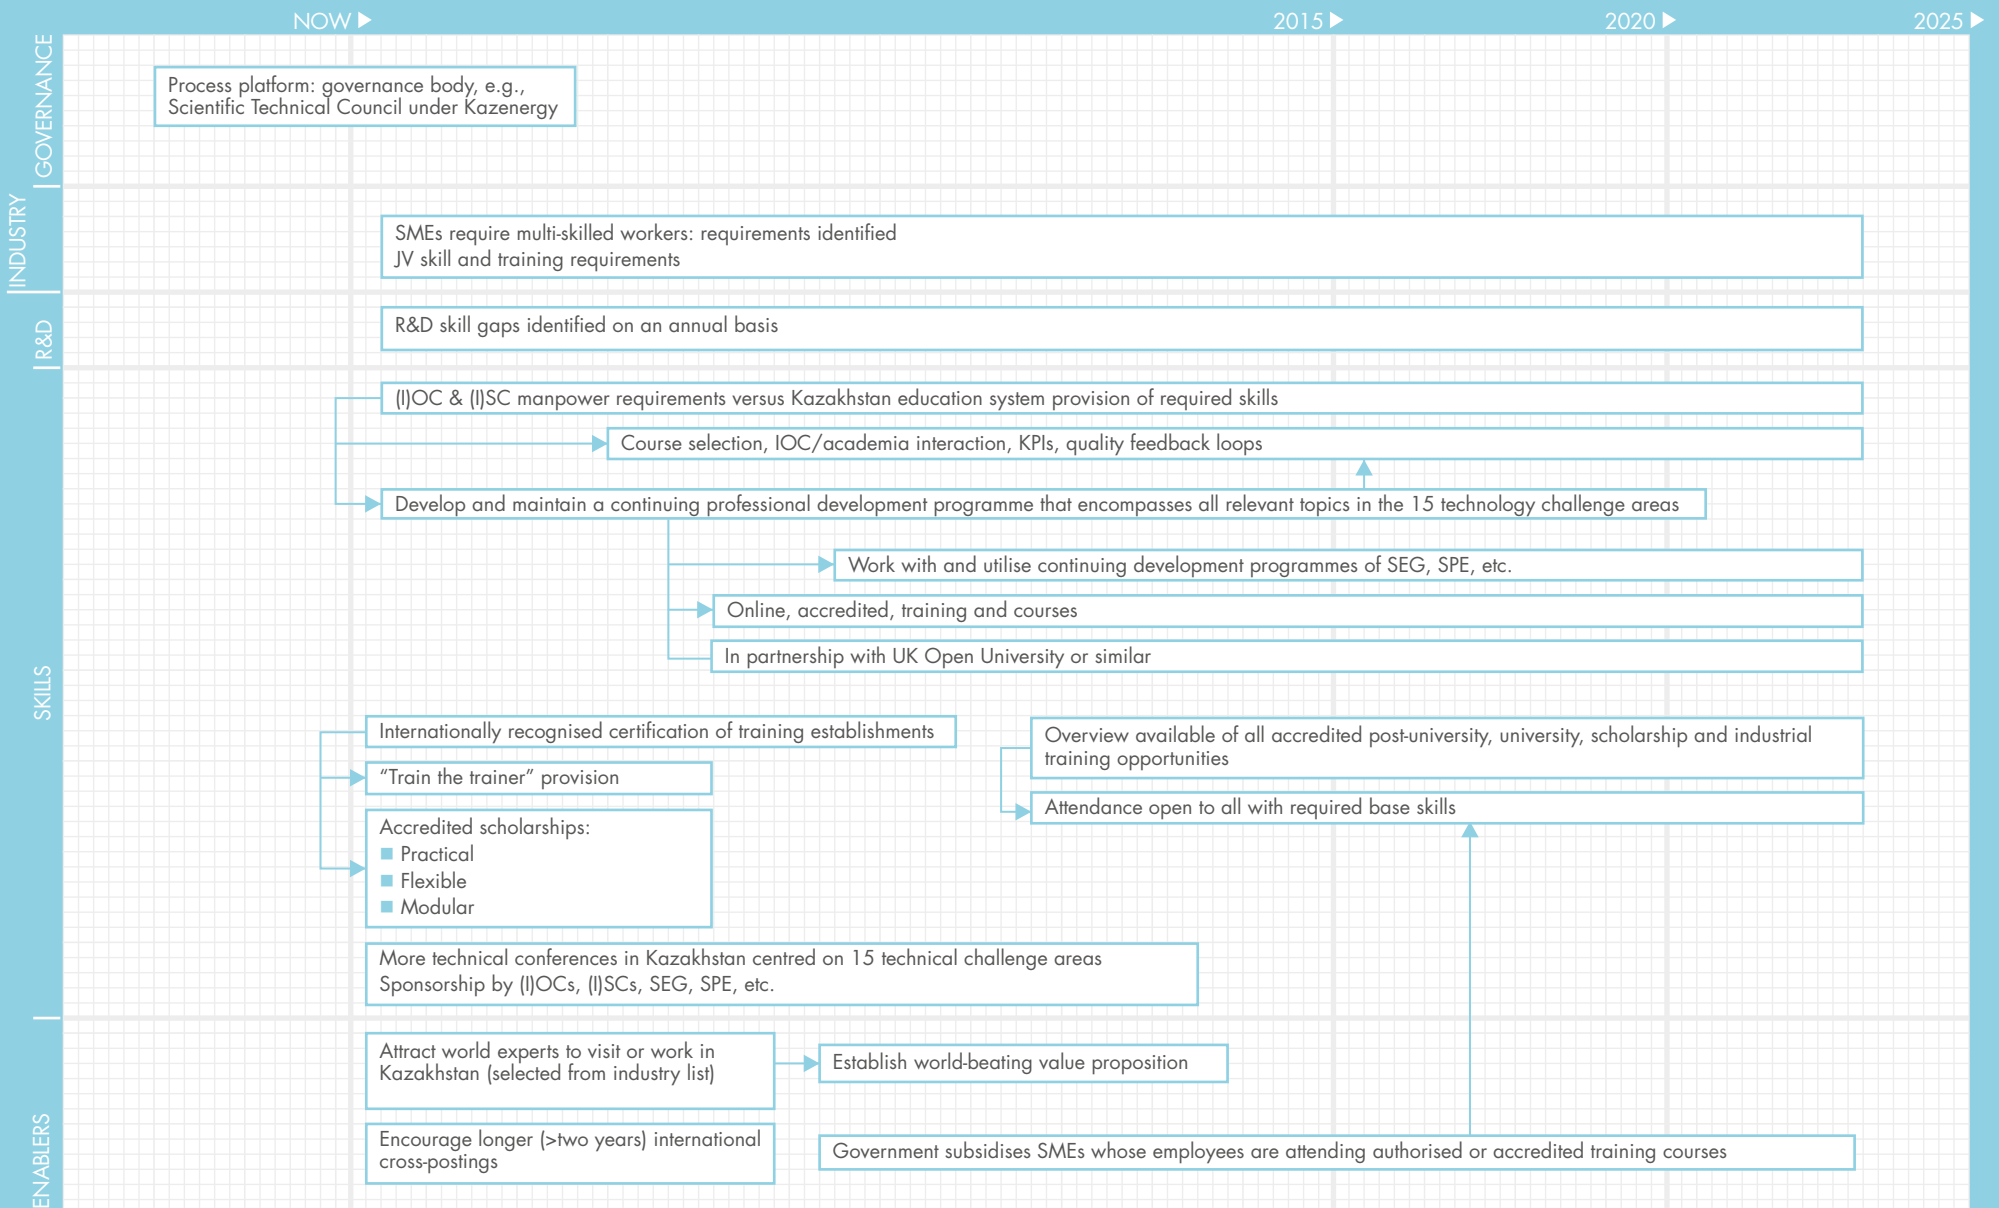 NOW
2015
2020
2025
GOVERNANCE
Process platform: governance body, e.g.,
Scientific Technical Council under Kazenergy
INDUSTRY
SMEs require multi-skilled workers: requirements identified
JV skill and training requirements
R&D
R&D skill gaps identified on an annual basis
SKILLS
(I)OC & (I)SC manpower requirements versus Kazakhstan education system provision of required skills
Course selection, IOC/academia interaction, KPIs, quality feedback loops
Develop and maintain a continuing professional development programme that encompasses all relevant topics in the 15 technology challenge areas
Work with and utilise continuing development programmes of SEG, SPE, etc.
Online, accredited, training and courses
In partnership with UK Open University or similar
Internationally recognised certification of training establishments
"Train the trainer" provision
Accredited scholarships:
Practical
Flexible
Modular
Overview available of all accredited post-university, university, scholarship and industrial
training opportunities
Attendance open to all with required base skills
More technical conferences in Kazakhstan centred on 15 technical challenge areas
Sponsorship by (I)OCs, (I)SCs, SEG, SPE, etc.
ENABLERS
Attract world experts to visit or work in
Kazakhstan (selected from industry list)
Establish world-beating value proposition
Encourage longer (>two years) international
cross-postings
Government subsidises SMEs whose employees are attending authorised or accredited training courses